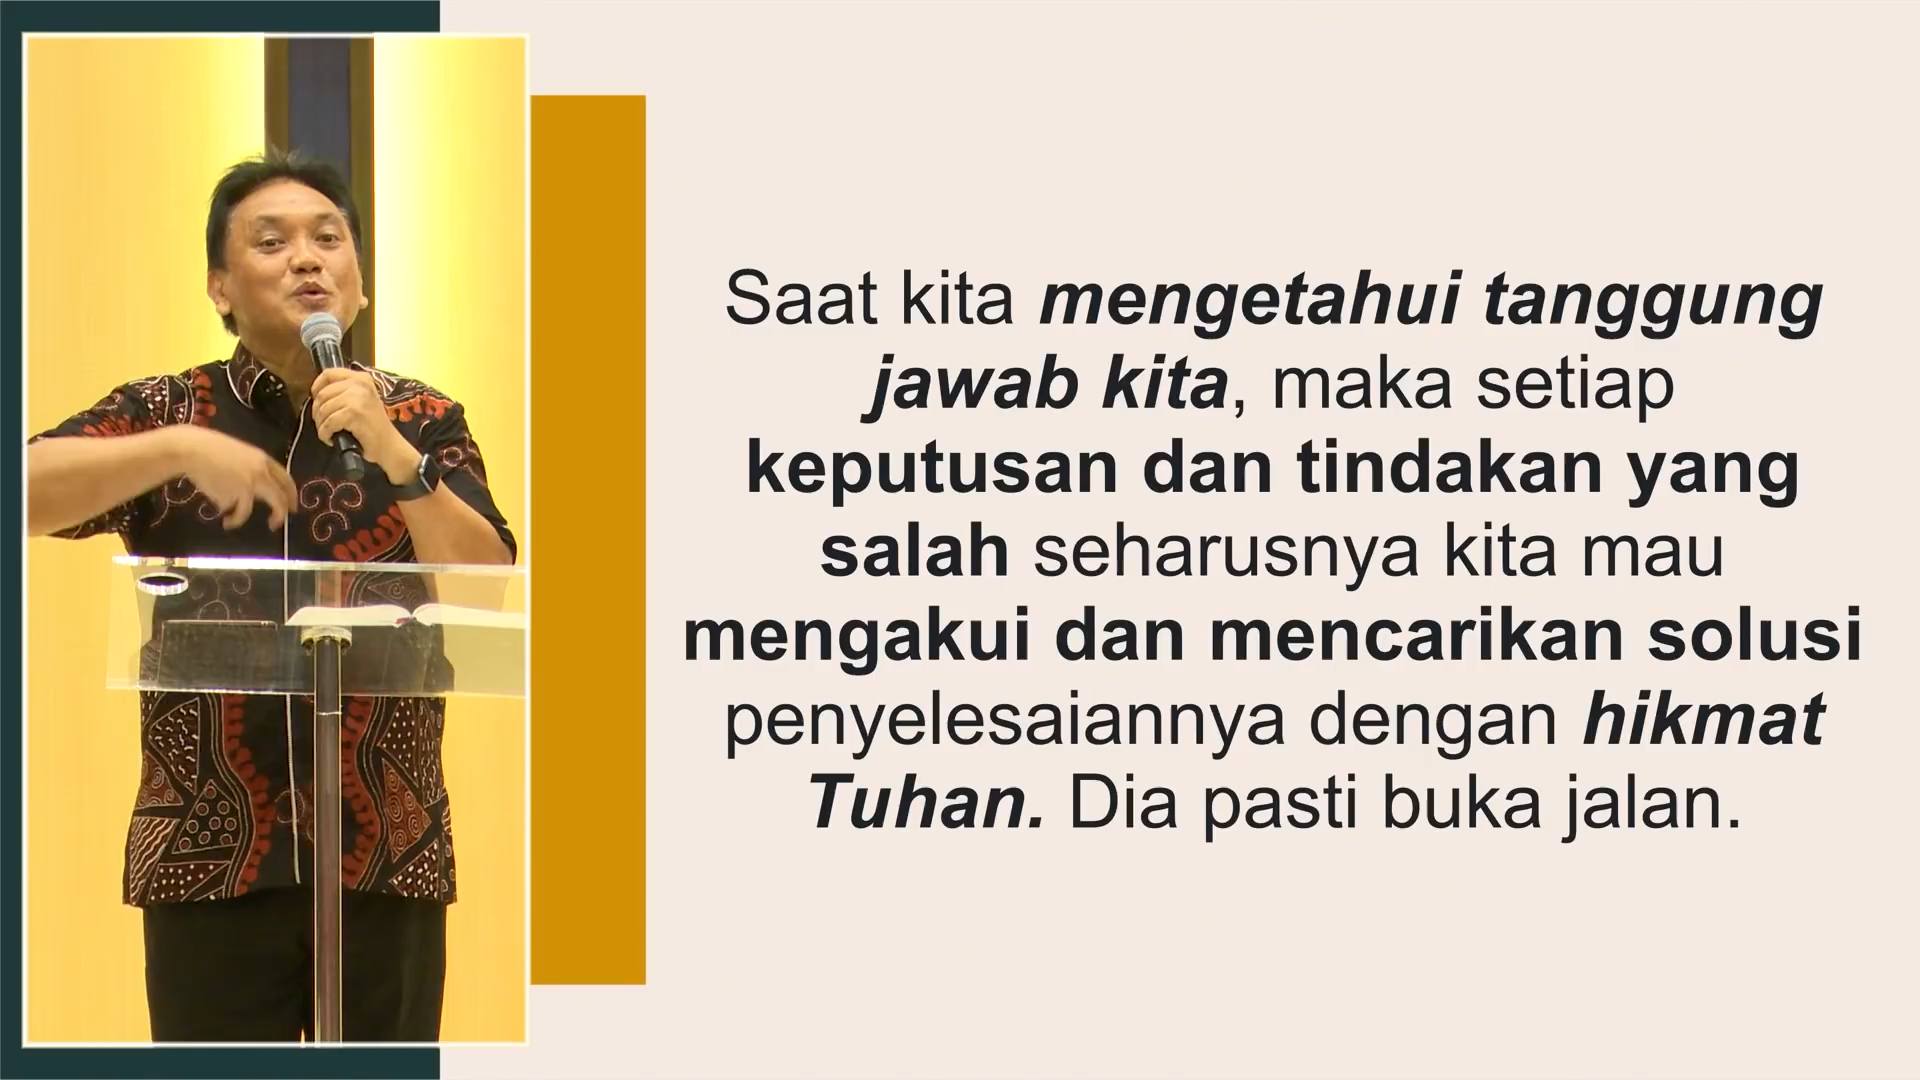 Saat kita mengetahui tanggung
jawab kita, maka setiap
keputusan dan tindakan yang
salah seharusnya kita mau
mengakui dan mencarikan solusi
penyelesaiannya dengan hikmat
Tuhan. Dia pasti buka jalan.